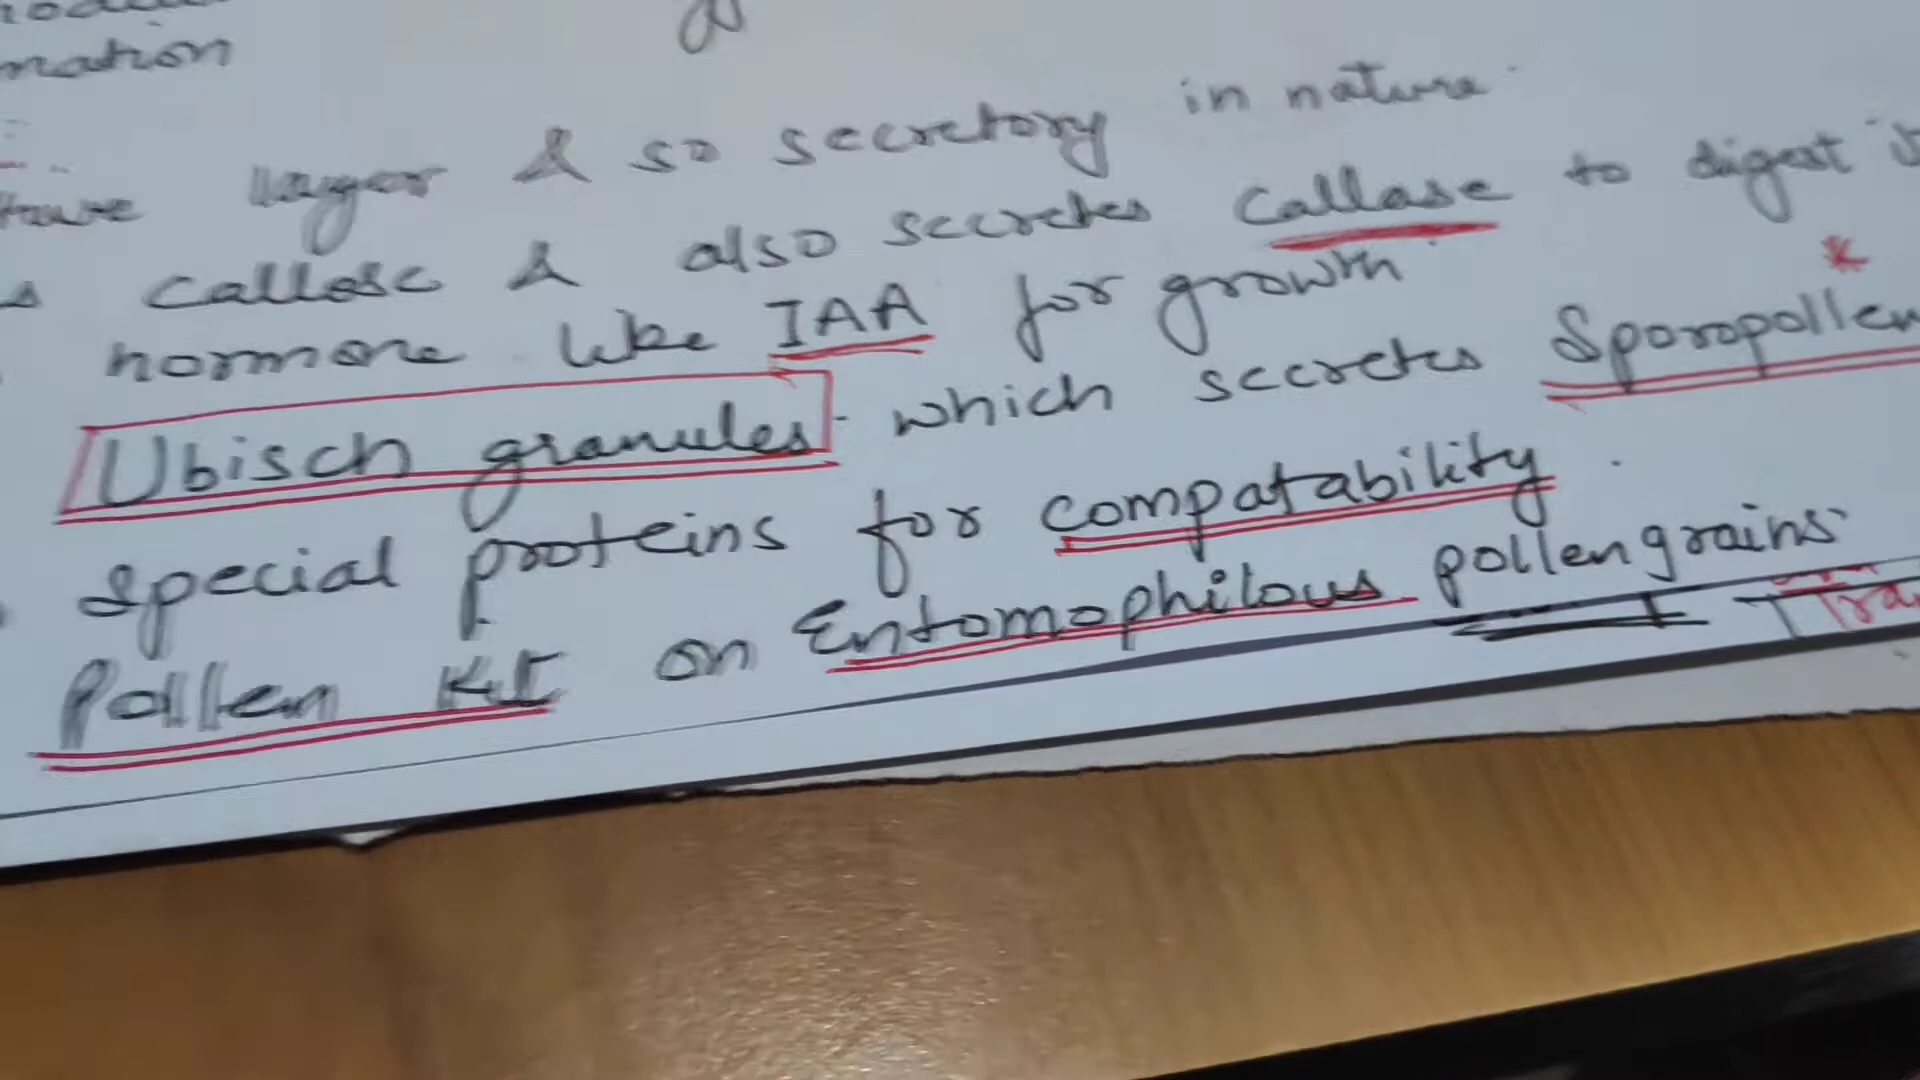 mation
layer & so secretory in nature
callose & also secretes callase to digest
hormone like IAA for growth
Ubisch granules which secretes Sporopollen
Special proteins for compatability.
Pollen Kit on Entomophilous pollengrains